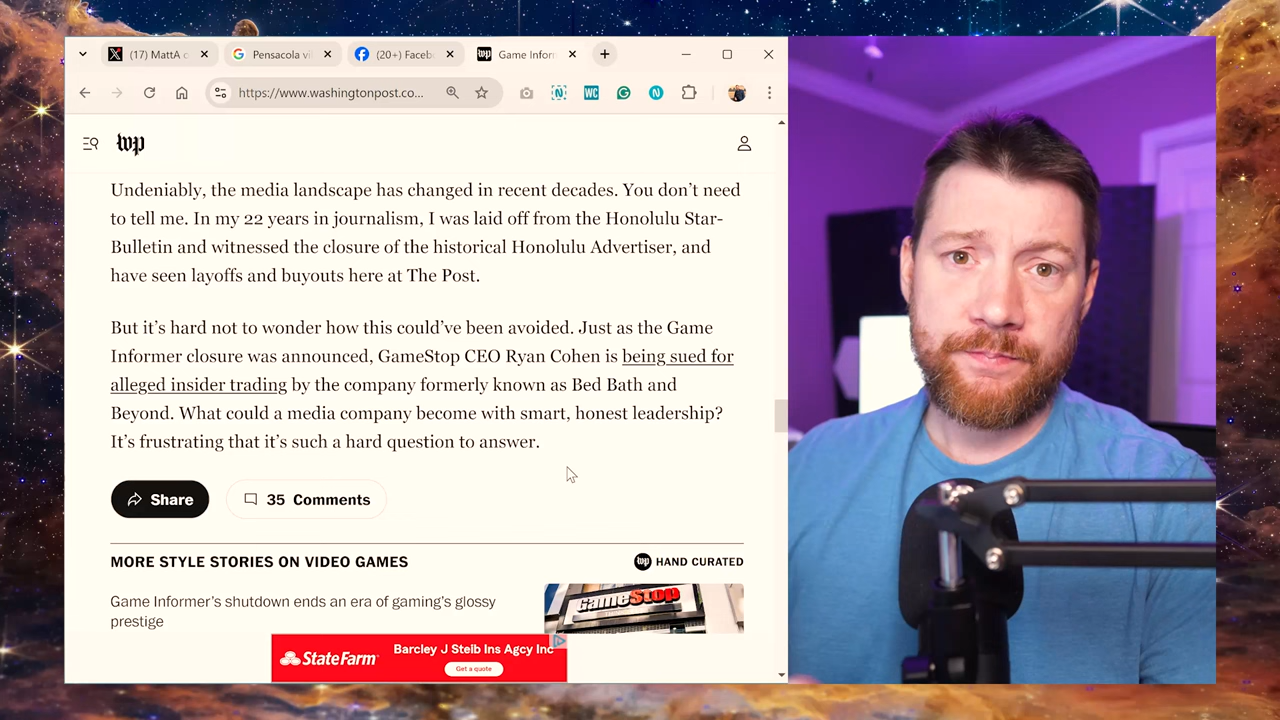 (17) MattA o
Pensacola vi
(20+) Faceb
Game Infor
https://www.washingtonpost.co...
WC
N
wp
Undeniably, the media landscape has changed in recent decades. You don’t need
to tell me. In my 22 years in journalism, I was laid off from the Honolulu Star-
Bulletin and witnessed the closure of the historical Honolulu Advertiser, and
have seen layoffs and buyouts here at The Post.
But it’s hard not to wonder how this could’ve been avoided. Just as the Game
Informer closure was announced, GameStop CEO Ryan Cohen is being sued for
alleged insider trading by the company formerly known as Bed Bath and
Beyond. What could a media company become with smart, honest leadership?
It’s frustrating that it’s such a hard question to answer.
Share
35 Comments
MORE STYLE STORIES ON VIDEO GAMES
wp HAND CURATED
Game Informer’s shutdown ends an era of gaming’s glossy
prestige
GameStop
StateFarm
Barcley J Steib Ins Agcy Inc
Get a quote